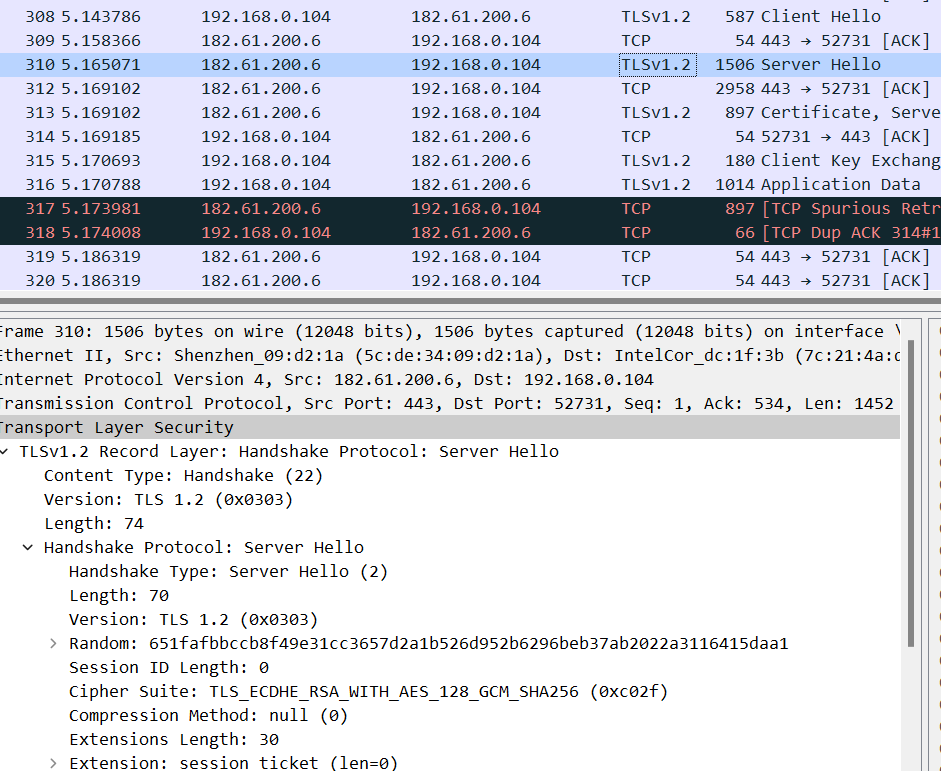 308 5.143786 192.168.0.104 182.61.200.6 TLSv1.2 587 Client Hello
309 5.158366 182.61.200.6 192.168.0.104 TCP 54 443 → 52731 [ACK]
310 5.165071 182.61.200.6 192.168.0.104 TLSv1.2 1506 Server Hello
312 5.169102 182.61.200.6 192.168.0.104 TCP 2958 443 → 52731 [ACK]
313 5.169102 182.61.200.6 192.168.0.104 TLSv1.2 897 Certificate, Serve
314 5.169185 192.168.0.104 182.61.200.6 TCP 54 52731 → 443 [ACK]
315 5.170693 192.168.0.104 182.61.200.6 TLSv1.2 180 Client Key Exchang
316 5.170788 192.168.0.104 182.61.200.6 TLSv1.2 1014 Application Data
317 5.173981 182.61.200.6 192.168.0.104 TCP 897 [TCP Spurious Retr
318 5.174008 192.168.0.104 182.61.200.6 TCP 66 [TCP Dup ACK 314#1
319 5.186319 182.61.200.6 192.168.0.104 TCP 54 443 → 52731 [ACK]
320 5.186319 182.61.200.6 192.168.0.104 TCP 54 443 → 52731 [ACK]
Frame 310: 1506 bytes on wire (12048 bits), 1506 bytes captured (12048 bits) on interface \
Ethernet II, Src: Shenzhen_09:d2:1a (5c:de:34:09:d2:1a), Dst: IntelCor_dc:1f:3b (7c:21:4a:d
Internet Protocol Version 4, Src: 182.61.200.6, Dst: 192.168.0.104
Transmission Control Protocol, Src Port: 443, Dst Port: 52731, Seq: 1, Ack: 534, Len: 1452
Transport Layer Security
TLSv1.2 Record Layer: Handshake Protocol: Server Hello
Content Type: Handshake (22)
Version: TLS 1.2 (0x0303)
Length: 74
Handshake Protocol: Server Hello
Handshake Type: Server Hello (2)
Length: 70
Version: TLS 1.2 (0x0303)
Random: 651fafbbccb8f49e31cc3657d2a1b526d952b6296beb37ab2022a3116415daa1
Session ID Length: 0
Cipher Suite: TLS_ECDHE_RSA_WITH_AES_128_GCM_SHA256 (0xc02f)
Compression Method: null (0)
Extensions Length: 30
Extension: session ticket (len=0)